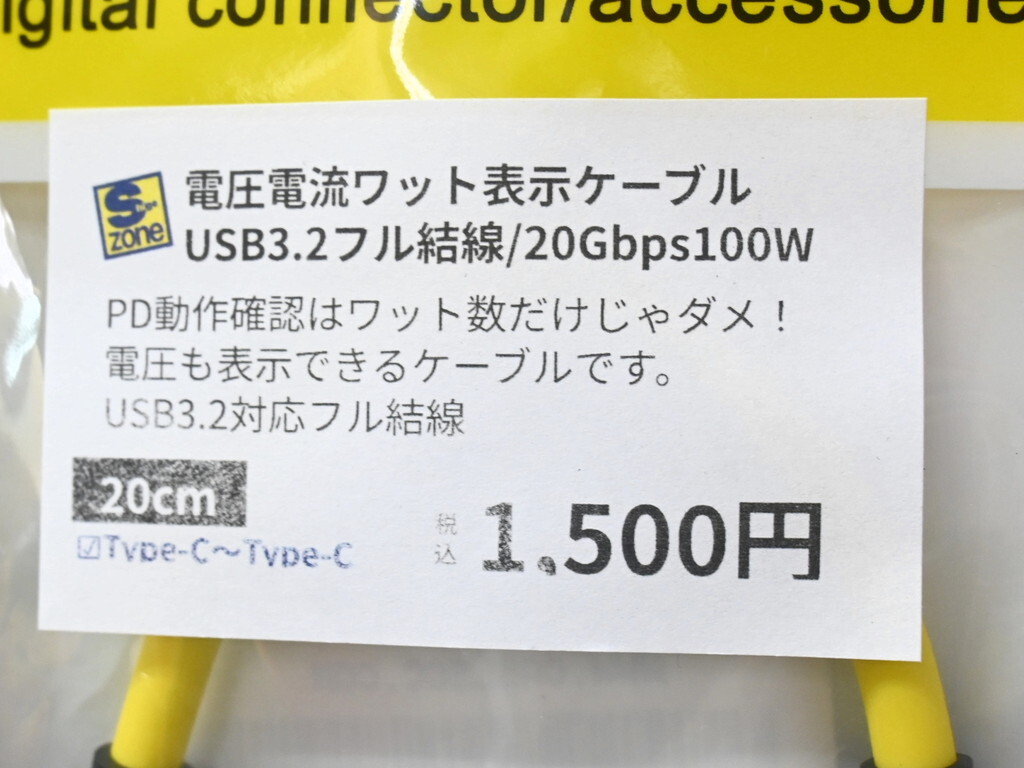 digital connector/accessorie
S
zone
電圧電流ワット表示ケーブル
USB3.2フル結線/20Gbps100W
PD動作確認はワット数だけじゃダメ！
電圧も表示できるケーブルです。
USB3.2対応フル結線
20cm
☑Type-C～Type-C
税込 1,500円